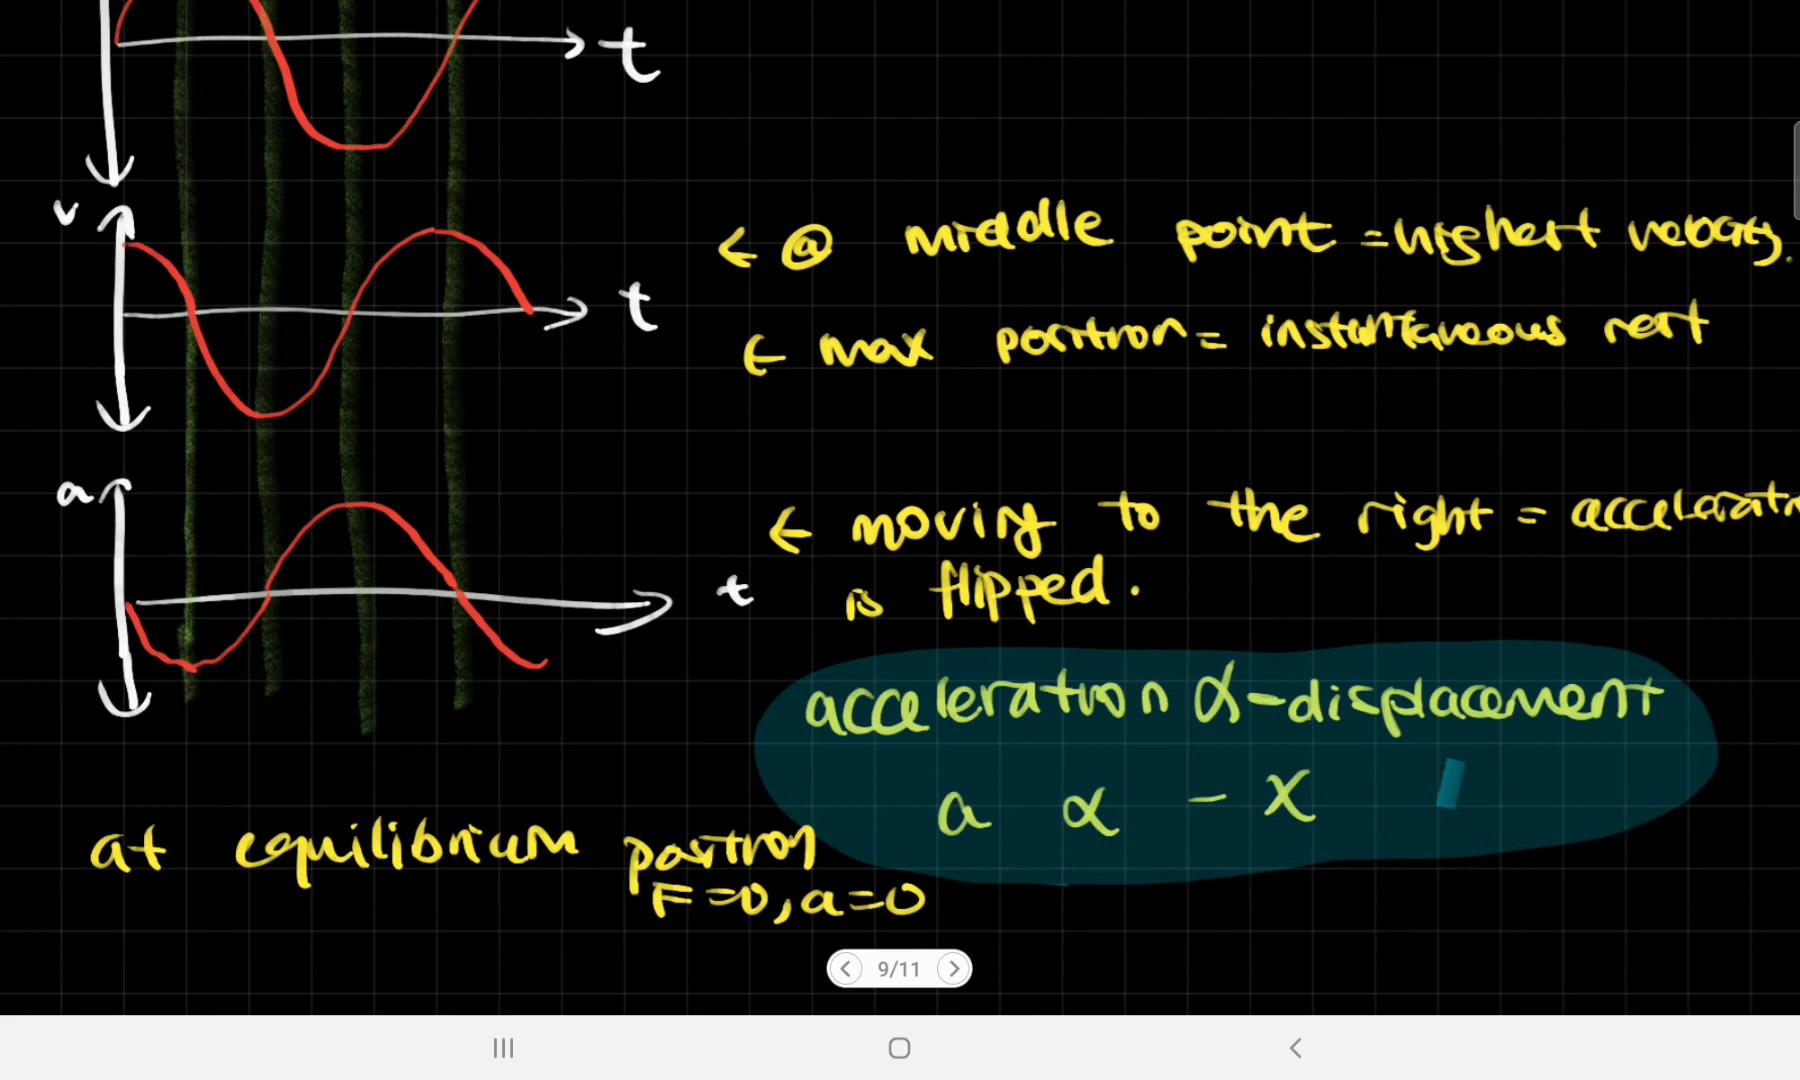 t
v
← @ middle point = highest velocity.
t
← max position = instantaneous rest
a
← moving to the right = acceleratn
t
is flipped.
acceleration α - displacement
a α - x
at equilibrium position
F = 0, a = 0
9/11